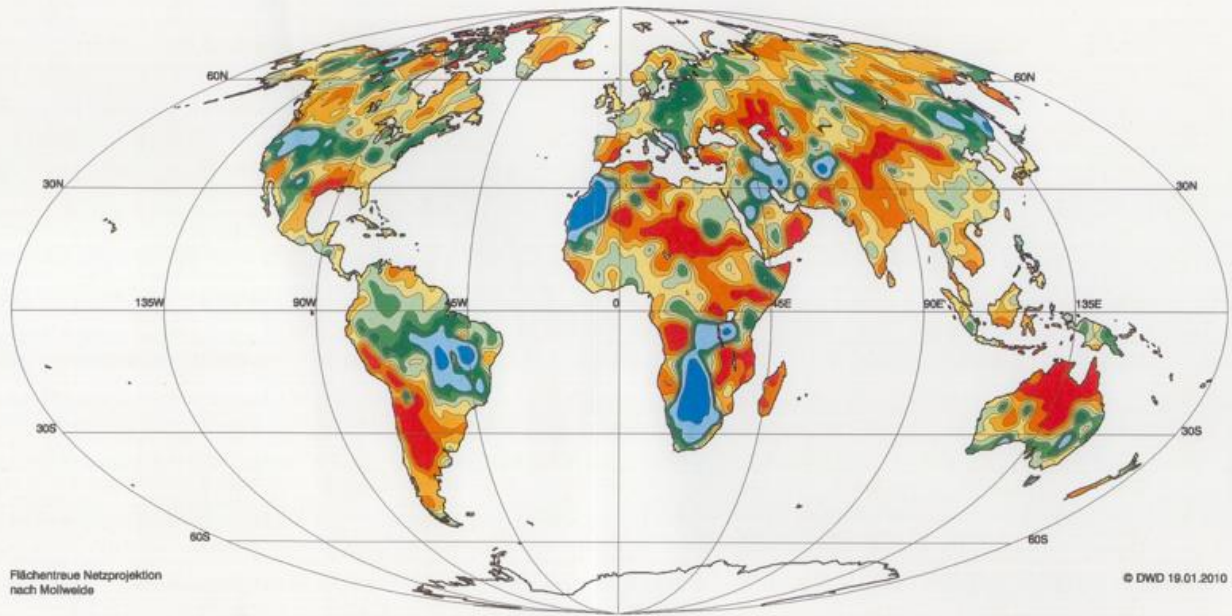 60N
60N
30N
30N
135W
90W
45W
0
45E
90E
135E
30S
30S
60S
60S
Flächentreue Netzprojektion
nach Mollweide
© DWD 19.01.2010